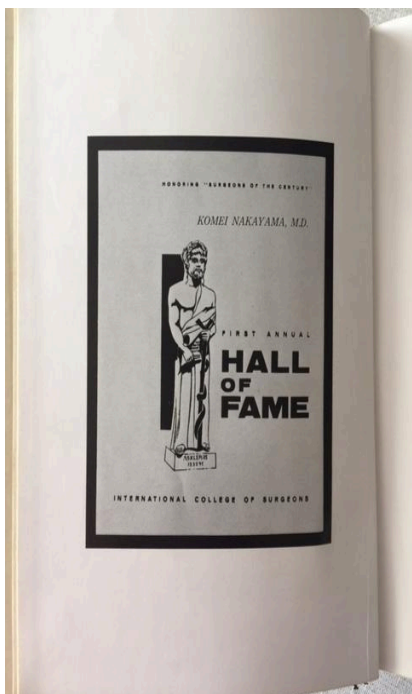 HONORING "SURGEONS OF THE CENTURY"
KOMEI NAKAYAMA, M.D.
FIRST ANNUAL
HALL
OF
FAME
INTERNATIONAL COLLEGE OF SURGEONS